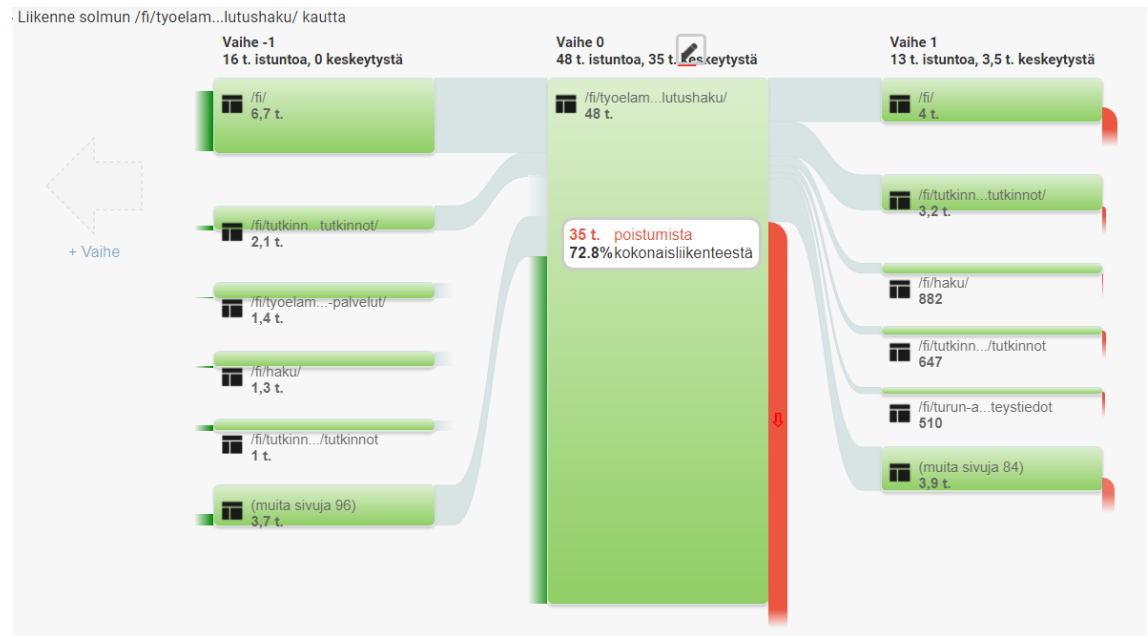 Liikenne solmun /fi/tyoelam...lutushaku/ kautta
Vaihe -1
16 t. istuntoa, 0 keskeytystä
/fi/
6,7 t.
/fi/tutkinn...tutkinnot/
2,1 t.
/fi/tyoelam...-palvelut/
1,4 t.
/fi/haku/
1,3 t.
/fi/tutkinn.../tutkinnot
1 t.
(muita sivuja 96)
3,7 t.
+ Vaihe
Vaihe 0
48 t. istuntoa, 35 t. keskeytystä
/fi/tyoelam...lutushaku/
48 t.
35 t. poistumista
72.8% kokonaisliikenteestä
Vaihe 1
13 t. istuntoa, 3,5 t. keskeytystä
/fi/
4 t.
/fi/tutkinn...tutkinnot/
3,2 t.
/fi/haku/
882
/fi/tutkinn.../tutkinnot
647
/fi/turun-a...teystiedot
510
(muita sivuja 84)
3,9 t.